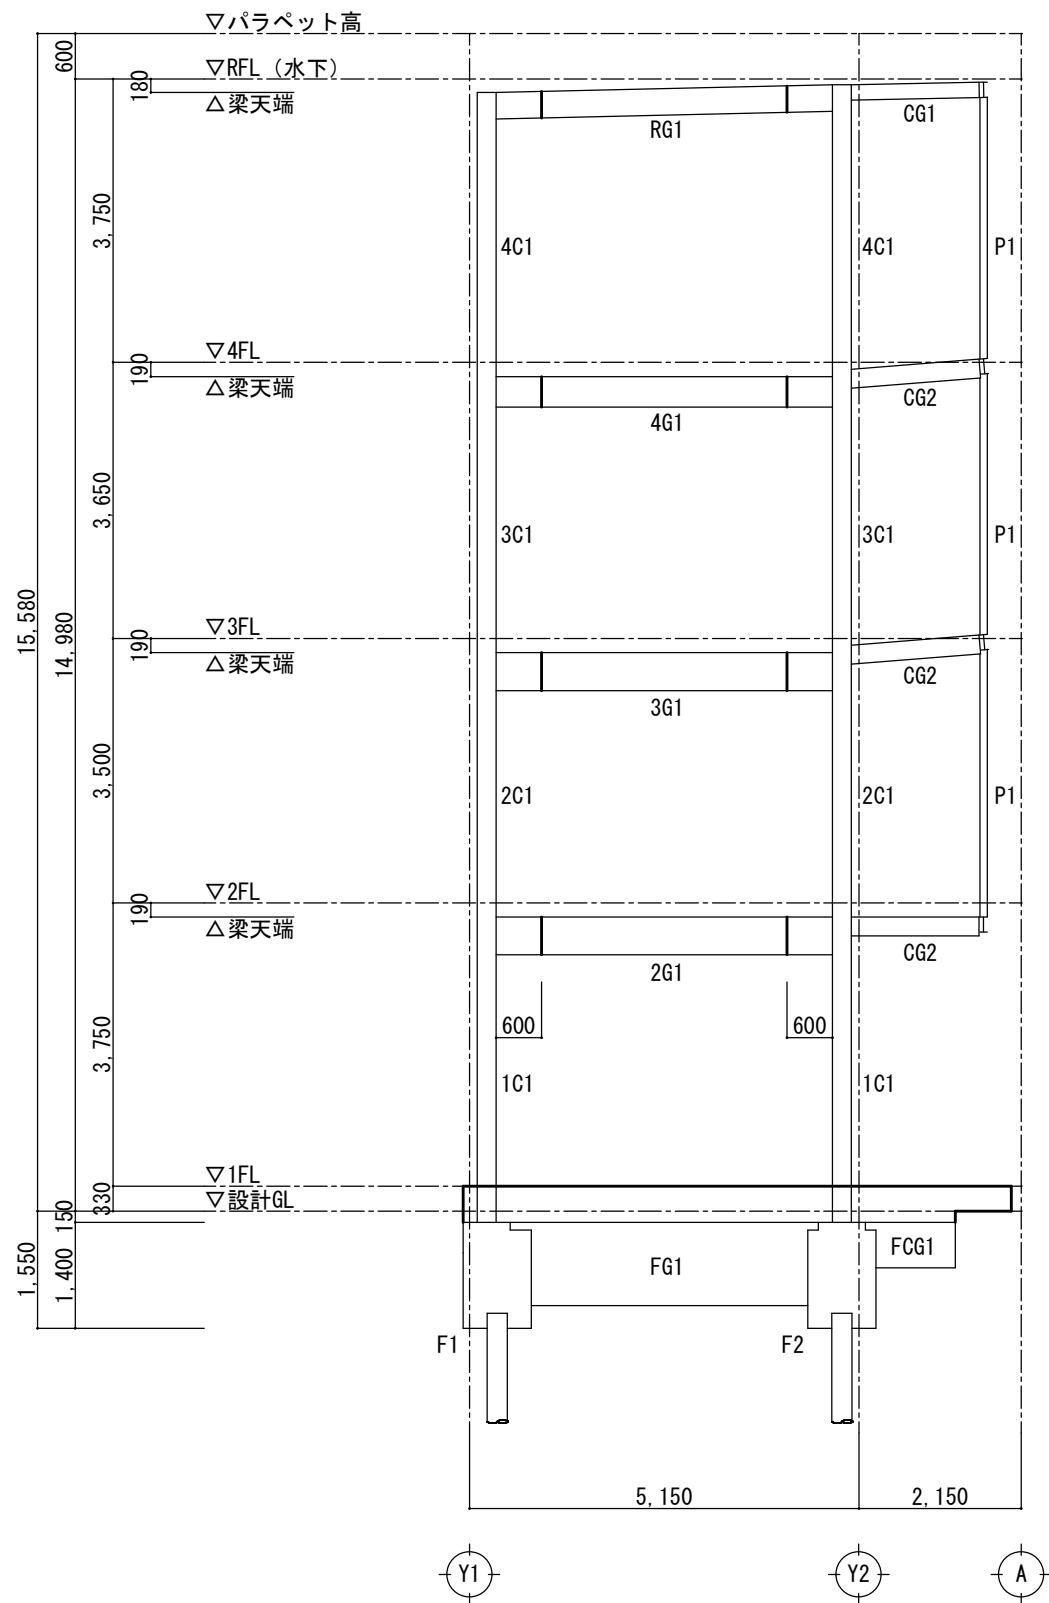 ▽パラペット高
600
▽RFL（水下）
180
△梁天端
RG1
CG1
3,750
4C1
4C1
P1
▽4FL
190
△梁天端
4G1
CG2
3,650
3C1
3C1
P1
15,580
14,980
▽3FL
190
△梁天端
3G1
CG2
3,500
2C1
2C1
P1
▽2FL
190
△梁天端
2G1
CG2
600
600
3,750
1C1
1C1
▽1FL
330
▽設計GL
150
1,550
1,400
FG1
FCG1
F1
F2
5,150
2,150
Y1
Y2
A